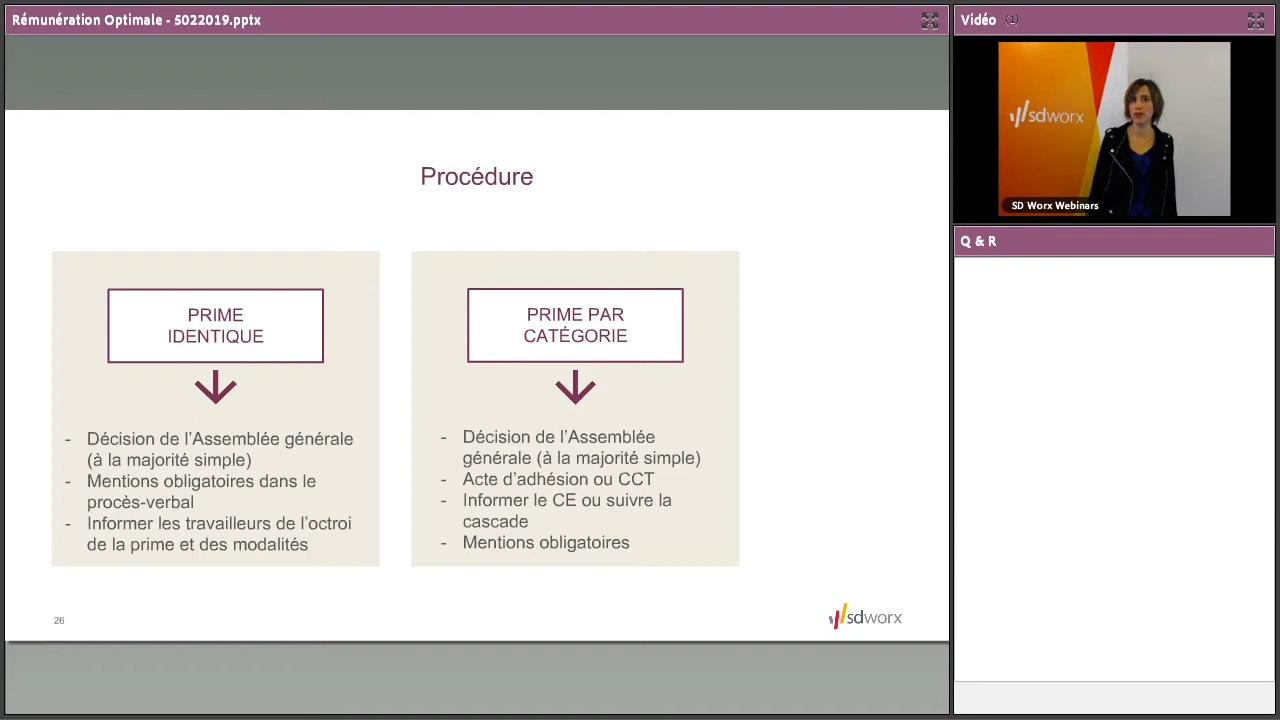 Rémunération Optimale - 5022019.pptx
Procédure
PRIME
IDENTIQUE
- Décision de l'Assemblée générale
(à la majorité simple)
- Mentions obligatoires dans le
procès-verbal
- Informer les travailleurs de l'octroi
de la prime et des modalités
PRIME PAR
CATÉGORIE
- Décision de l'Assemblée
générale (à la majorité simple)
- Acte d'adhésion ou CCT
- Informer le CE ou suivre la
cascade
- Mentions obligatoires
26
sdworx
Vidéo (1)
sdworx
SD Worx Webinars
Q & R